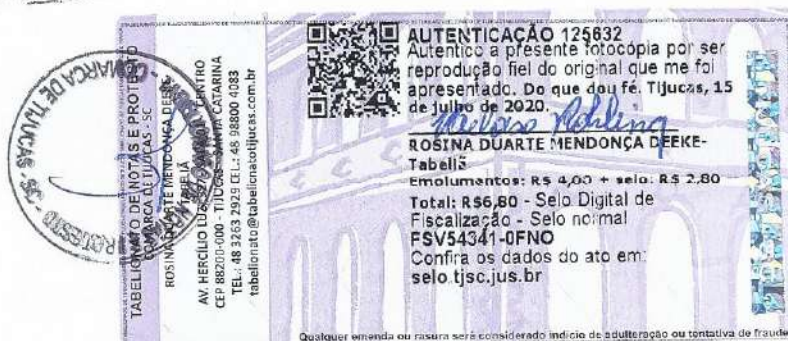 TABELIONATO DE NOTAS E PROTESTO
COMARCA DE TIJUCAS - SC
ROSINA DUARTE MENDONÇA DEEKE
TABELIÃ
AV. HERCÍLIO LUZ, CENTRO
CEP 88200-000 - TIJUCAS - SANTA CATARINA
TEL.: 48 3263 2929 CEL.: 48 98800 4083
tabelionato@tabelionatotijucas.com.br
COMARCA DE TIJUCAS - SC
PROTESTO
AUTENTICAÇÃO 125632
Autentico a presente fotocópia por ser
reprodução fiel do original que me foi
apresentado. Do que dou fé. Tijucas, 15
de julho de 2020.
ROSINA DUARTE MENDONÇA DEEKE-
Tabeliã
Emolumentos: R$ 4,00 + selo: R$ 2,80
Total: R$6,80 - Selo Digital de
Fiscalização - Selo normal
FSV54341-0FNO
Confira os dados do ato em:
selo.tjsc.jus.br
Qualquer emenda ou rasura será considerado indício de adulteração ou tentativa de fraude